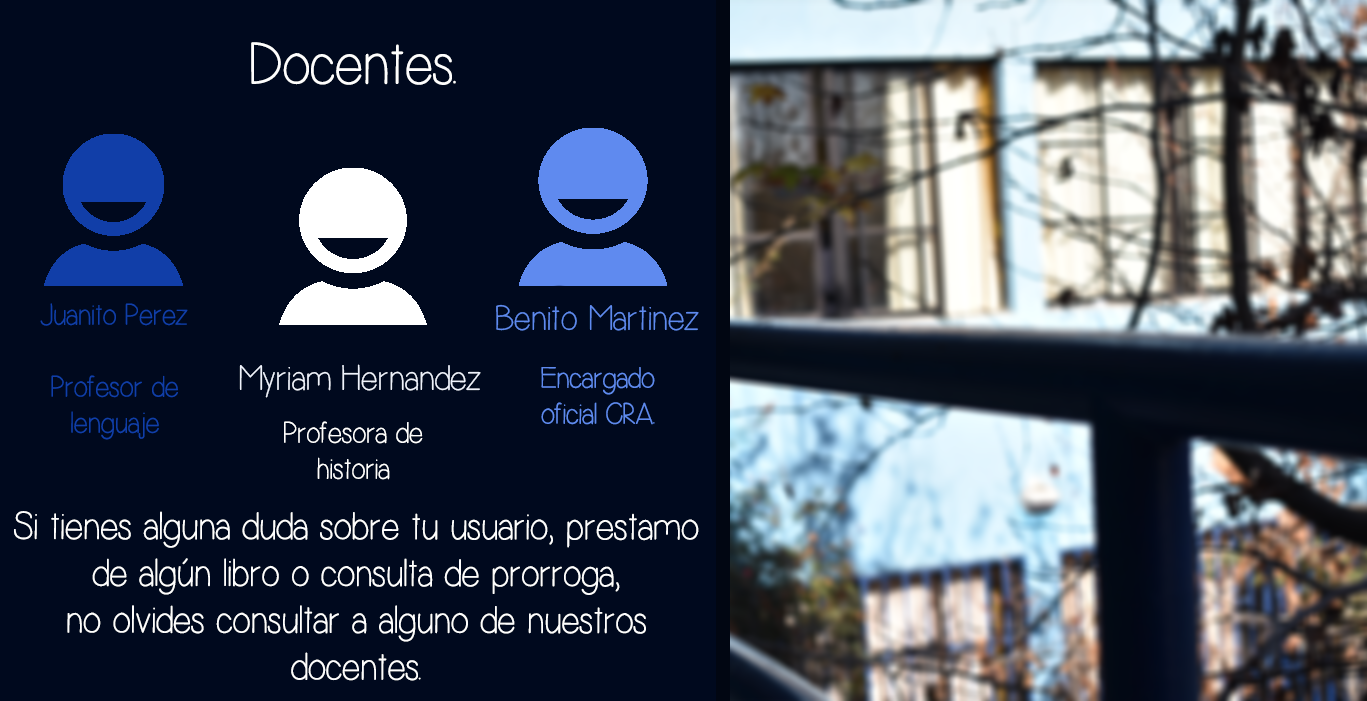 Docentes.
Juanito Perez
Profesor de
lenguaje
Myriam Hernandez
Profesora de
historia
Benito Martinez
Encargado
oficial CRA.
Si tienes alguna duda sobre tu usuario, prestamo
de algún libro o consulta de prorroga,
no olvides consultar a alguno de nuestros
docentes.